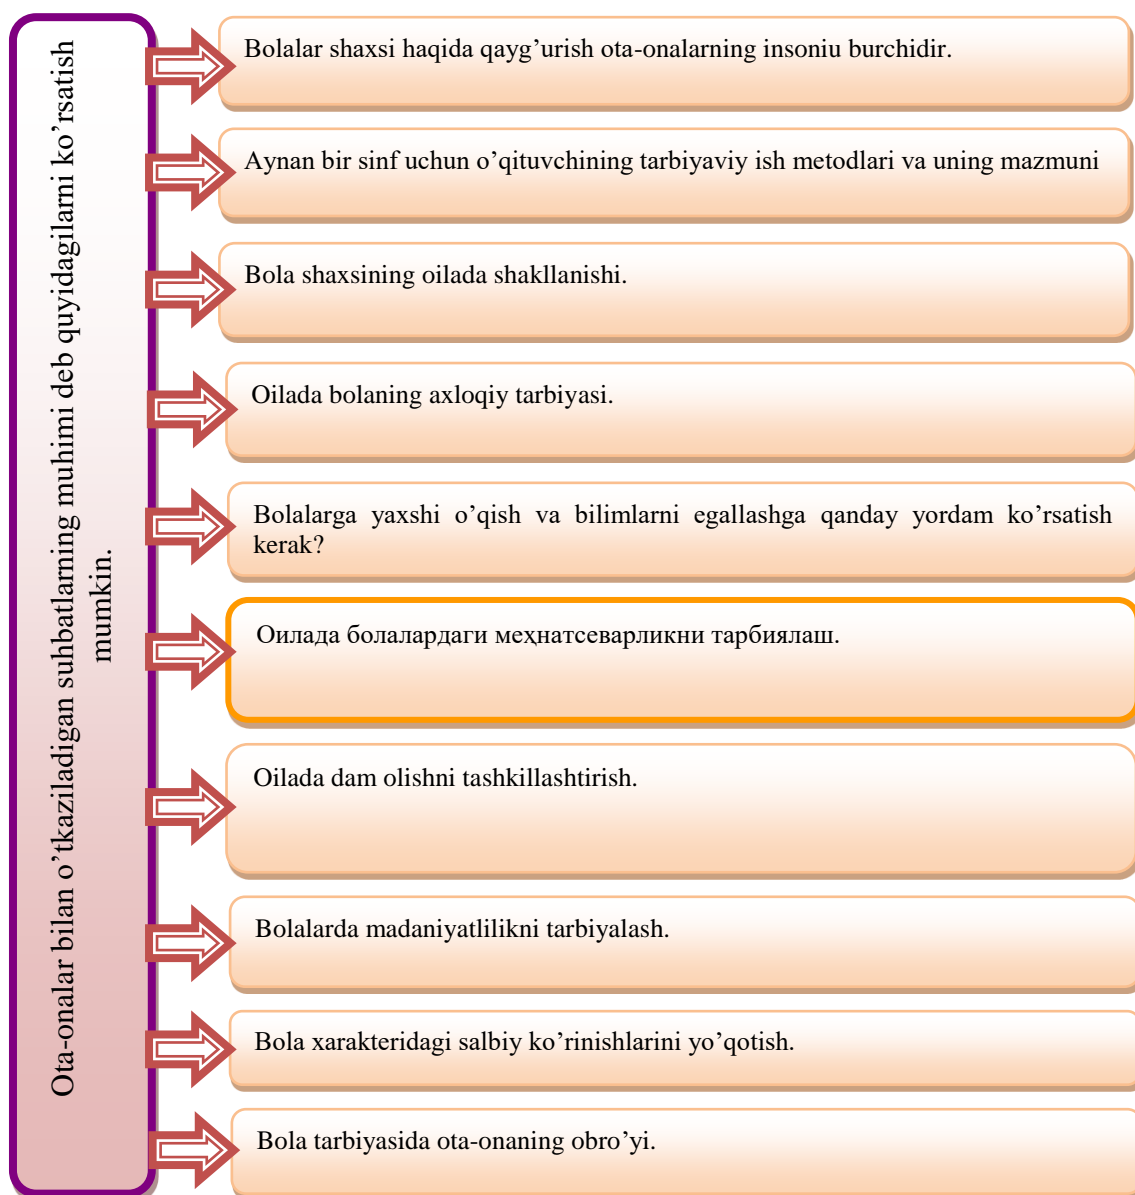 Ota-onalar bilan o’tkaziladigan suhbatlarning muhimi deb quyidagilarni ko’rsatish
mumkin.
Bolalar shaxsi haqida qayg’urish ota-onalarning insoniu burchidir.
Aynan bir sinf uchun o’qituvchining tarbiyaviy ish metodlari va uning mazmuni
Bola shaxsining oilada shakllanishi.
Oilada bolaning axloqiy tarbiyasi.
Bolalarga yaxshi o’qish va bilimlarni egallashga qanday yordam ko’rsatish
kerak?
Оилада болалардаги меҳнатсеварликни тарбиялаш.
Oilada dam olishni tashkillashtirish.
Bolalarda madaniyatlilikni tarbiyalash.
Bola xarakteridagi salbiy ko’rinishlarini yo’qotish.
Bola tarbiyasida ota-onaning obro’yi.